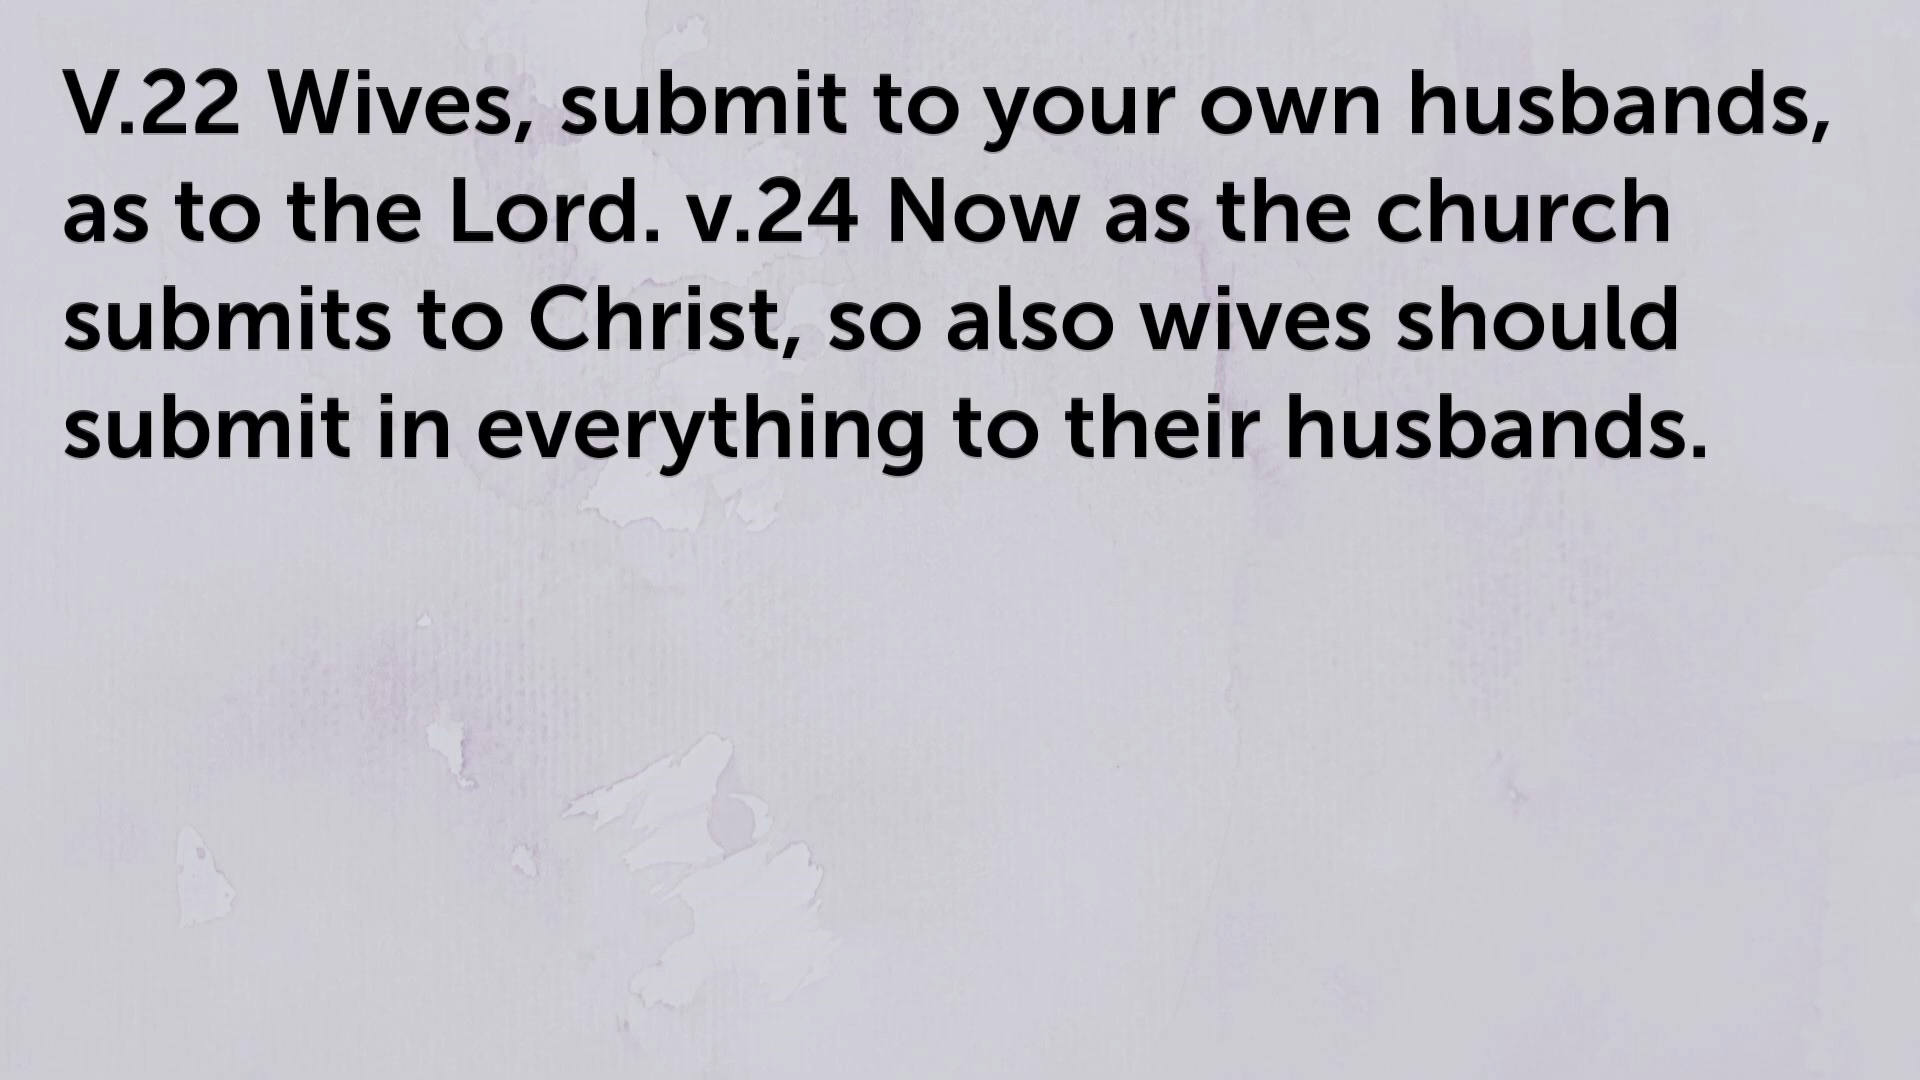 V.22 Wives, submit to your own husbands,
as to the Lord. v.24 Now as the church
submits to Christ, so also wives should
submit in everything to their husbands.